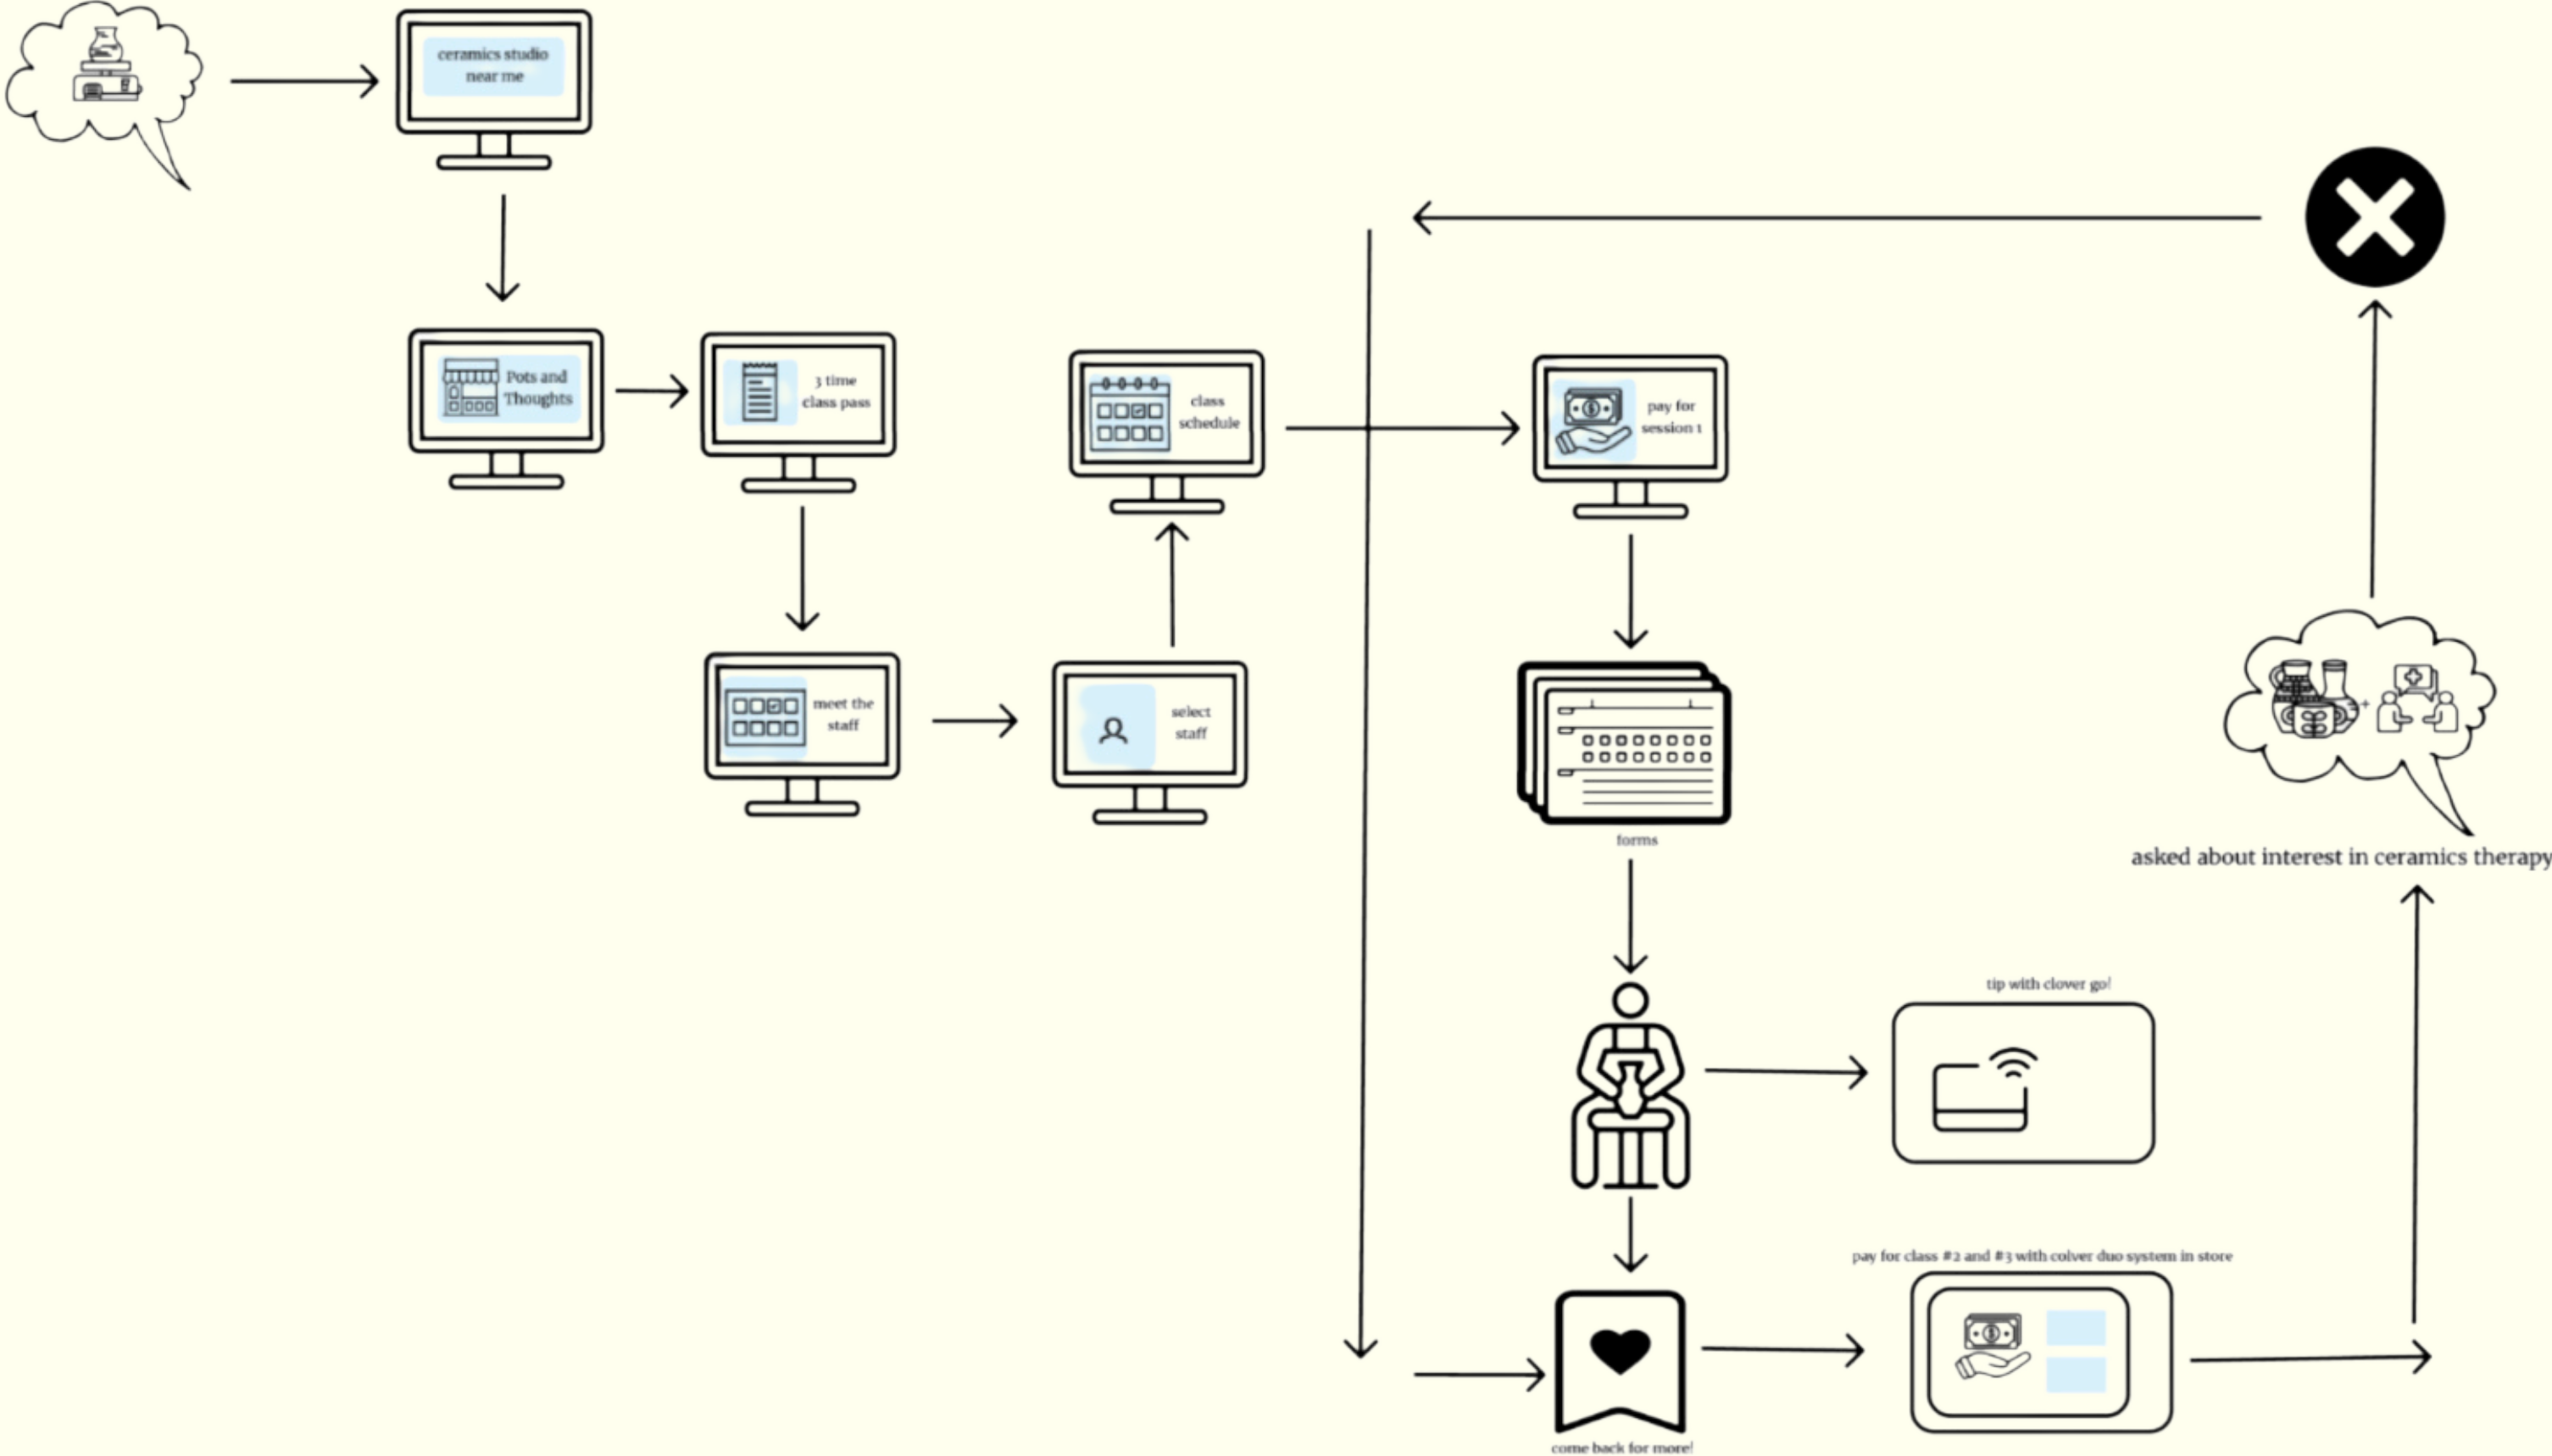 ceramics studio
near me
Pots and
Thoughts
3 time
class pass
meet the
staff
select
staff
class
schedule
pay for
session 1
forms
tip with clover go!
pay for class #2 and #3 with colver duo system in store
come back for more!
asked about interest in ceramics therapy